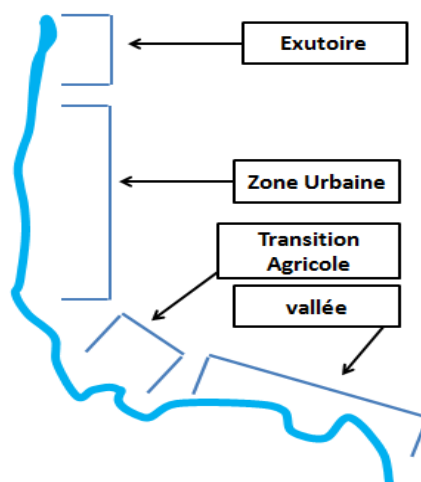 Exutoire
Zone Urbaine
Transition
Agricole
vallée